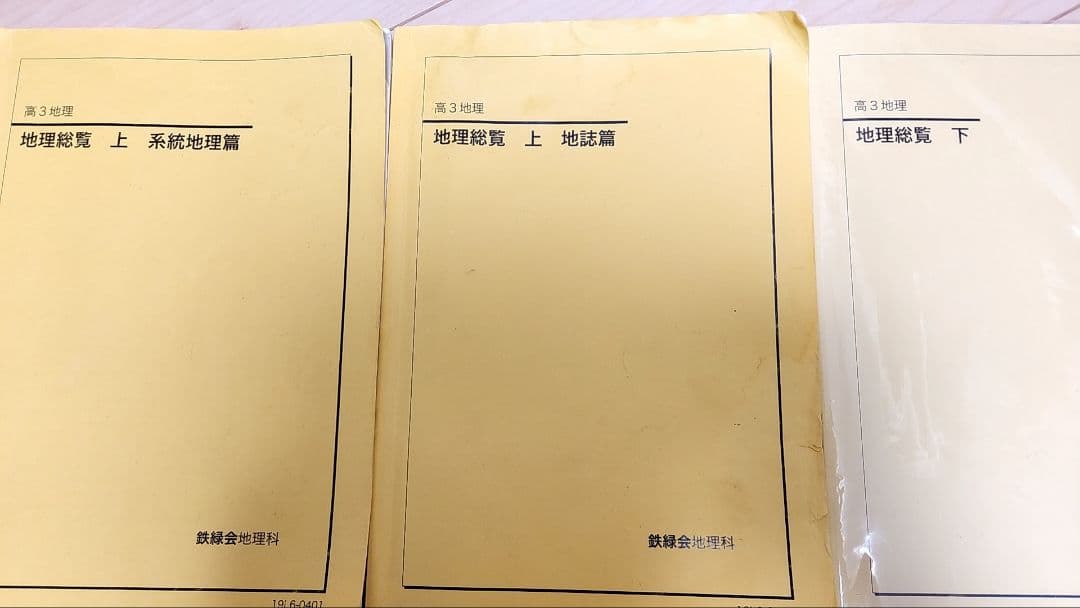 高3地理
地理総覧 上 系統地理篇
鉄緑会地理科
高3地理
地理総覧 上 地誌篇
鉄緑会地理科
高3地理
地理総覧 下